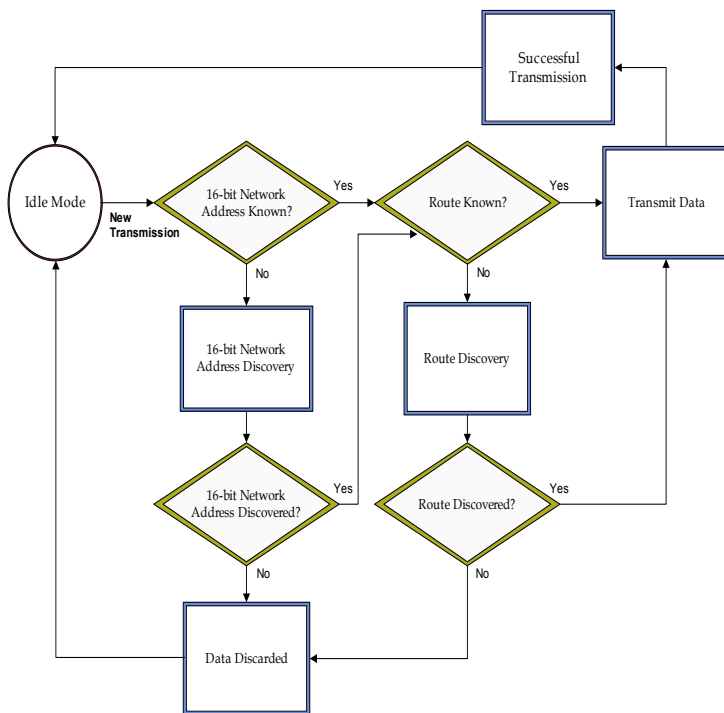 Successful
Transmission
Idle Mode
New
Transmission
16-bit Network
Address Known?
Yes
Route Known?
Yes
Transmit Data
No
No
16-bit Network
Address Discovery
Route Discovery
16-bit Network
Address Discovered?
Yes
Route Discovered?
Yes
No
No
Data Discarded